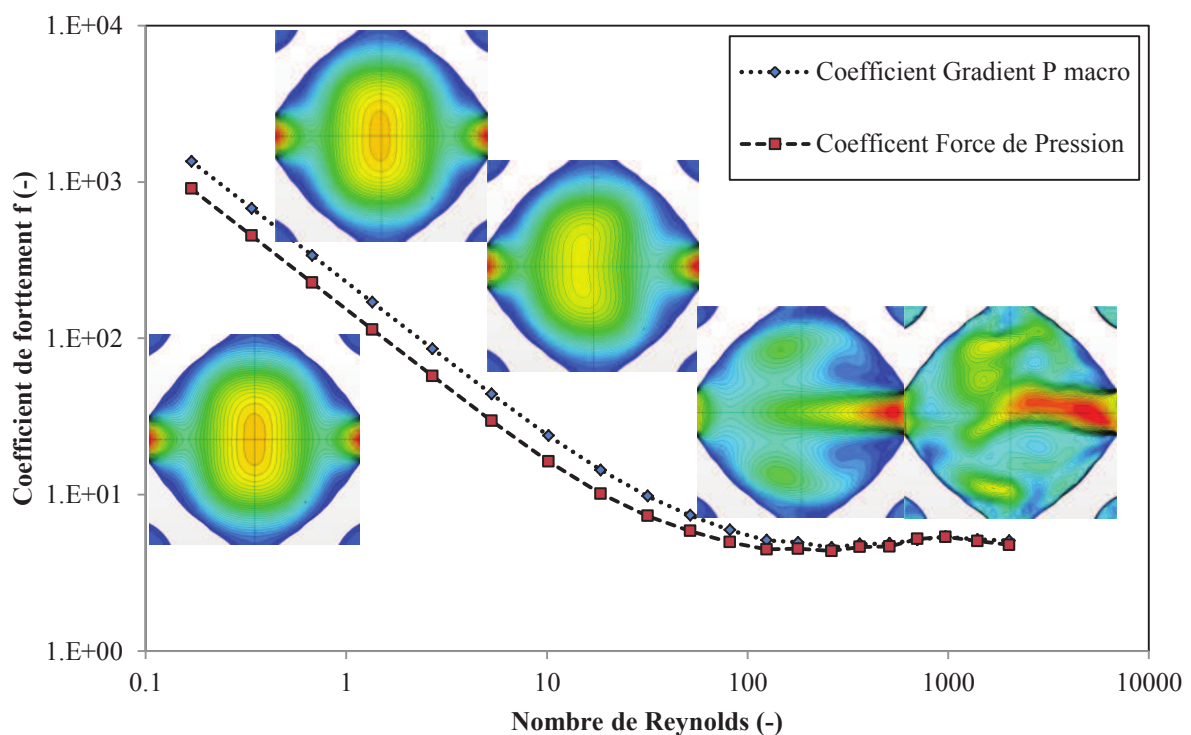 1.E+04
1.E+03
1.E+02
1.E+01
1.E+00
Coefficient de forttement f (-)
Coefficient Gradient P macro
Coefficent Force de Pression
0.1 1 10 100 1000 10000
Nombre de Reynolds (-)